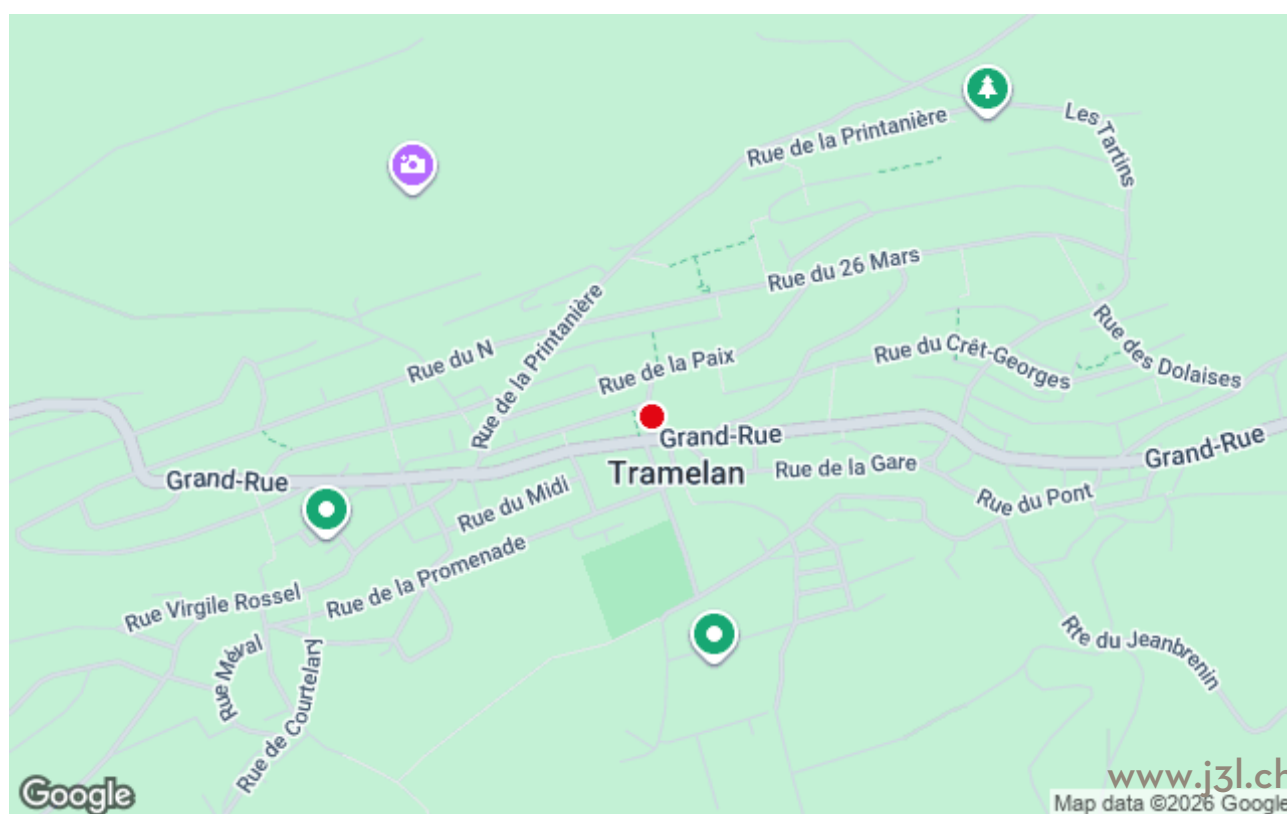 Les Tartins
Rue de la Printanière
Rue du 26 Mars
Rue de la Printanière
Rue du N
Rue de la Paix
Rue du Crêt-Georges
Rue des Dolaises
Grand-Rue
Grand-Rue
Grand-Rue
Tramelan
Rue de la Gare
Rue du Midi
Rue du Pont
Rue de la Promenade
Rue Virgile Rossel
Rue Méval
Rue de Courtelary
Rte du Jeanbrenin
Google
www.j3l.ch
Map data ©2026 Google